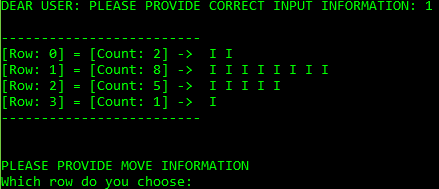 DEAR USER: PLEASE PROVIDE CORRECT INPUT INFORMATION: 1
-------------------------
[Row: 0] = [Count: 2] -> I I
[Row: 1] = [Count: 8] -> I I I I I I I I
[Row: 2] = [Count: 5] -> I I I I I
[Row: 3] = [Count: 1] -> I
-------------------------
PLEASE PROVIDE MOVE INFORMATION
Which row do you choose: